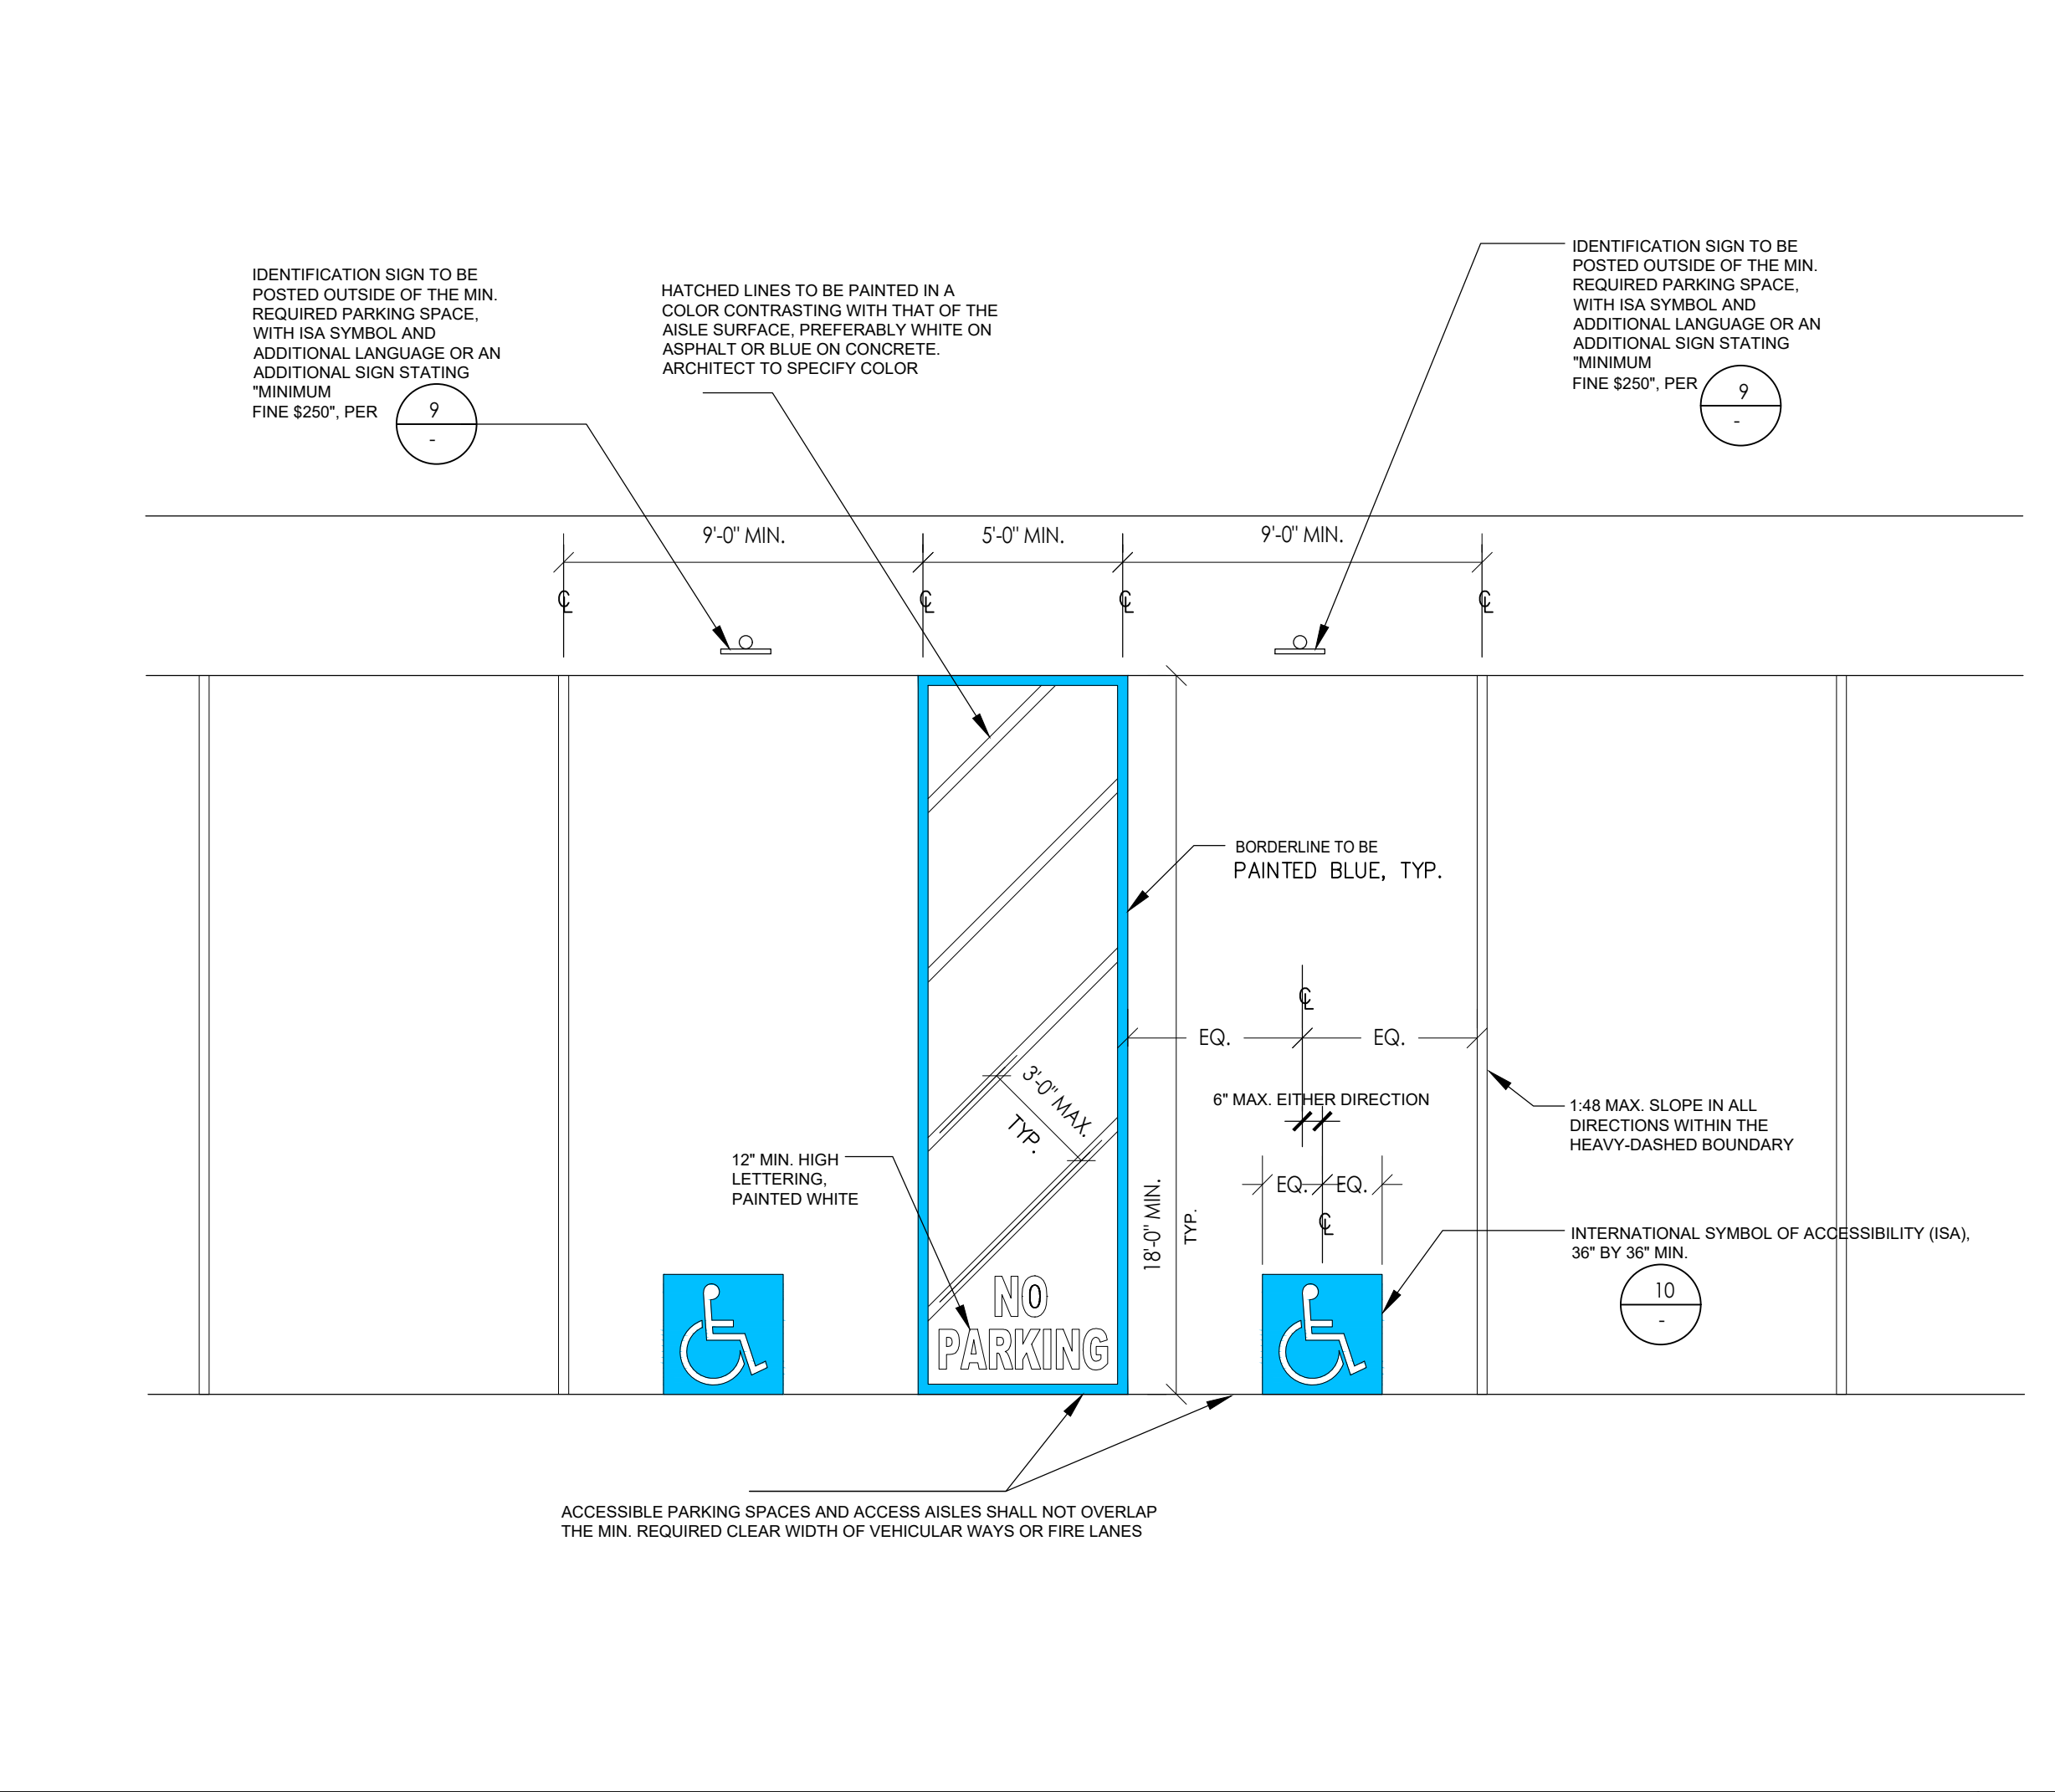 IDENTIFICATION SIGN TO BE
POSTED OUTSIDE OF THE MIN.
REQUIRED PARKING SPACE,
WITH ISA SYMBOL AND
ADDITIONAL LANGUAGE OR AN
ADDITIONAL SIGN STATING
"MINIMUM
FINE $250", PER
9
-
HATCHED LINES TO BE PAINTED IN A
COLOR CONTRASTING WITH THAT OF THE
AISLE SURFACE, PREFERABLY WHITE ON
ASPHALT OR BLUE ON CONCRETE.
ARCHITECT TO SPECIFY COLOR
IDENTIFICATION SIGN TO BE
POSTED OUTSIDE OF THE MIN.
REQUIRED PARKING SPACE,
WITH ISA SYMBOL AND
ADDITIONAL LANGUAGE OR AN
ADDITIONAL SIGN STATING
"MINIMUM
FINE $250", PER
9
-
9'-0" MIN.
5'-0" MIN.
9'-0" MIN.
CL
CL
CL
CL
BORDERLINE TO BE
PAINTED BLUE, TYP.
CL
EQ.
EQ.
3'-0" MAX.
TYP.
6" MAX. EITHER DIRECTION
1:48 MAX. SLOPE IN ALL
DIRECTIONS WITHIN THE
HEAVY-DASHED BOUNDARY
12" MIN. HIGH
LETTERING,
PAINTED WHITE
18'-0" MIN.
TYP.
EQ.
EQ.
CL
INTERNATIONAL SYMBOL OF ACCESSIBILITY (ISA),
36" BY 36" MIN.
10
-
NO
PARKING
ACCESSIBLE PARKING SPACES AND ACCESS AISLES SHALL NOT OVERLAP
THE MIN. REQUIRED CLEAR WIDTH OF VEHICULAR WAYS OR FIRE LANES